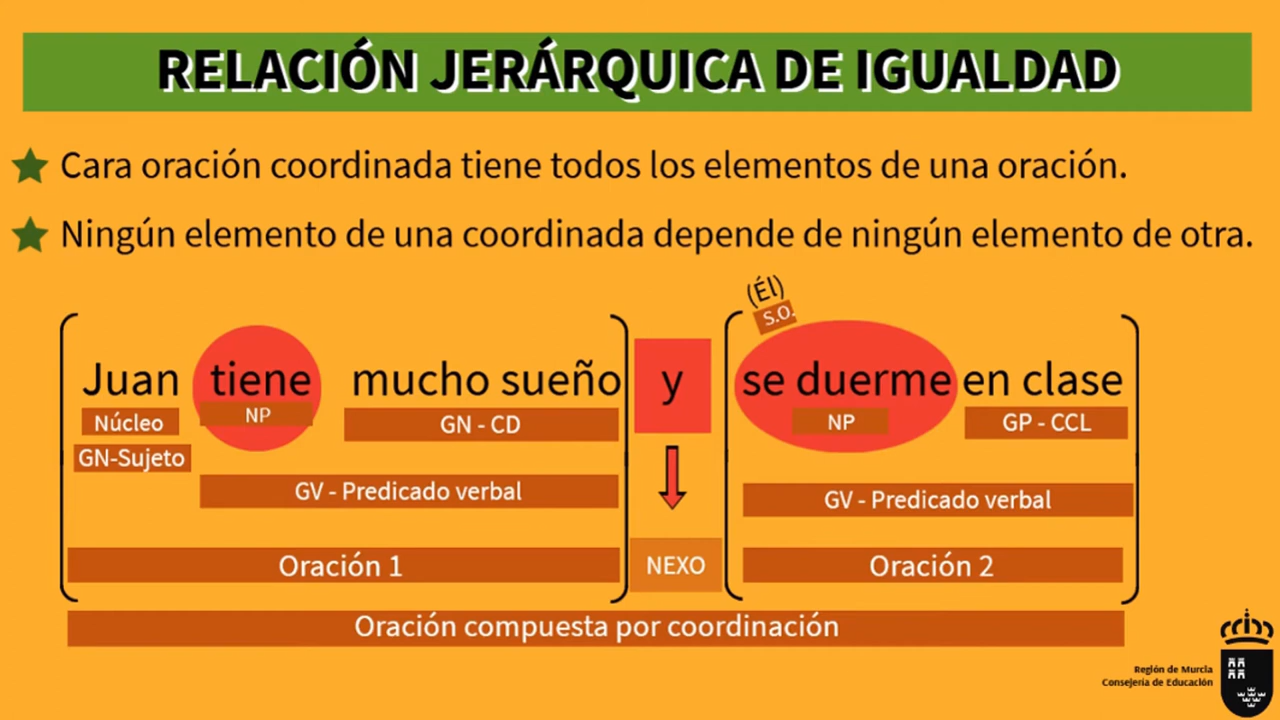 RELACIÓN JERÁRQUICA DE IGUALDAD
Cara oración coordinada tiene todos los elementos de una oración.
Ningún elemento de una coordinada depende de ningún elemento de otra.
(Él)
S.O.
Juan tiene mucho sueño y se duerme en clase
Núcleo NP GN - CD NP GP - CCL
GN-Sujeto
GV - Predicado verbal GV - Predicado verbal
Oración 1 NEXO Oración 2
Oración compuesta por coordinación
Región de Murcia
Consejería de Educación